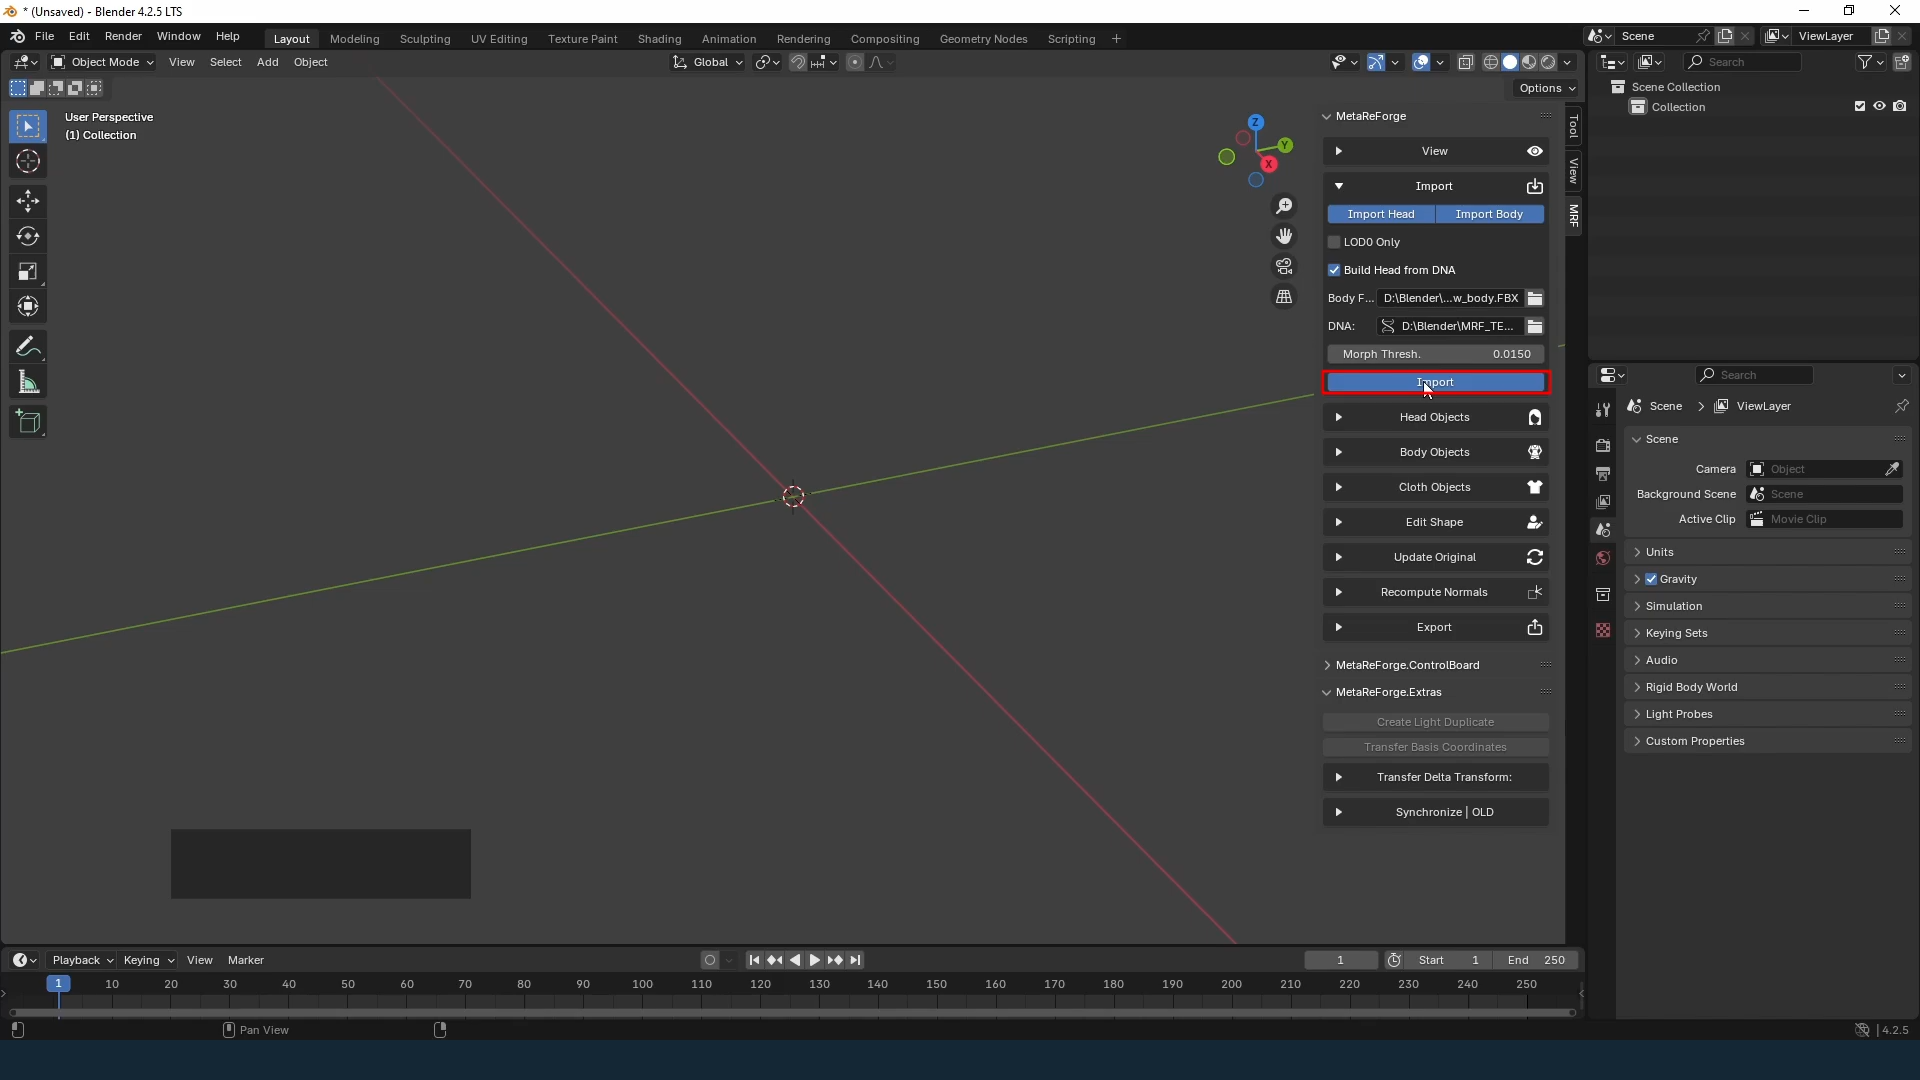 * (Unsaved) - Blender 4.2.5 LTS
File Edit Render Window Help Layout Modeling Sculpting UV Editing Texture Paint Shading Animation Rendering Compositing Geometry Nodes Scripting + Scene ViewLayer
Object Mode View Select Add Object Global Search
Options
User Perspective
(1) Collection
Z
Y
X
MetaReForge
View
Import
Import Head Import Body
LOD0 Only
Build Head from DNA
Body F... D:\Blender\...w_body.FBX
DNA: D:\Blender\MRF_TE...
Morph Thresh. 0.0150
Import
Head Objects
Body Objects
Cloth Objects
Edit Shape
Update Original
Recompute Normals
Export
MetaReForge.ControlBoard
MetaReForge.Extras
Create Light Duplicate
Transfer Basis Coordinates
Transfer Delta Transform:
Synchronize | OLD
Tool
View
MRF
Scene Collection
Collection
Search
Scene > ViewLayer
Scene
Camera Object
Background Scene Scene
Active Clip Movie Clip
Units
Gravity
Simulation
Keying Sets
Audio
Rigid Body World
Light Probes
Custom Properties
Playback Keying View Marker 1 Start 1 End 250
1 10 20 30 40 50 60 70 80 90 100 110 120 130 140 150 160 170 180 190 200 210 220 230 240 250
Pan View 4.2.5